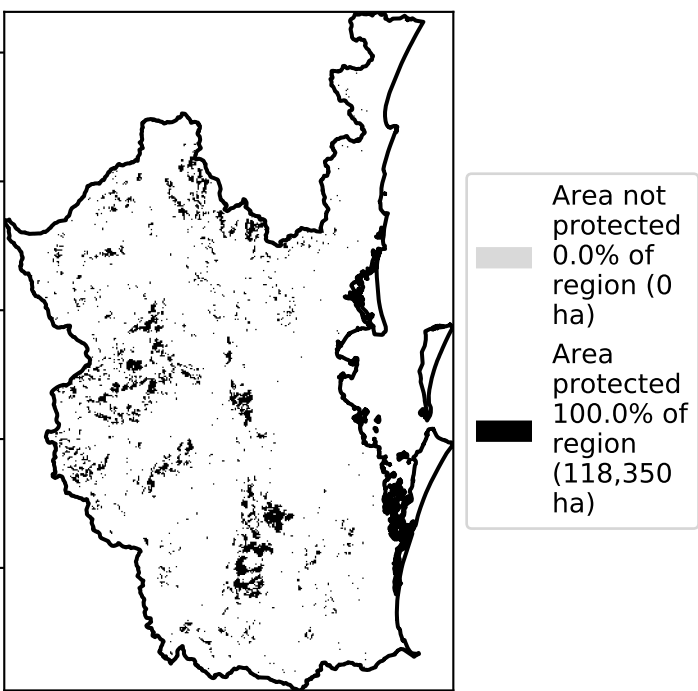 Area not
protected
0.0% of
region (0
ha)
Area
protected
100.0% of
region
(118,350
ha)